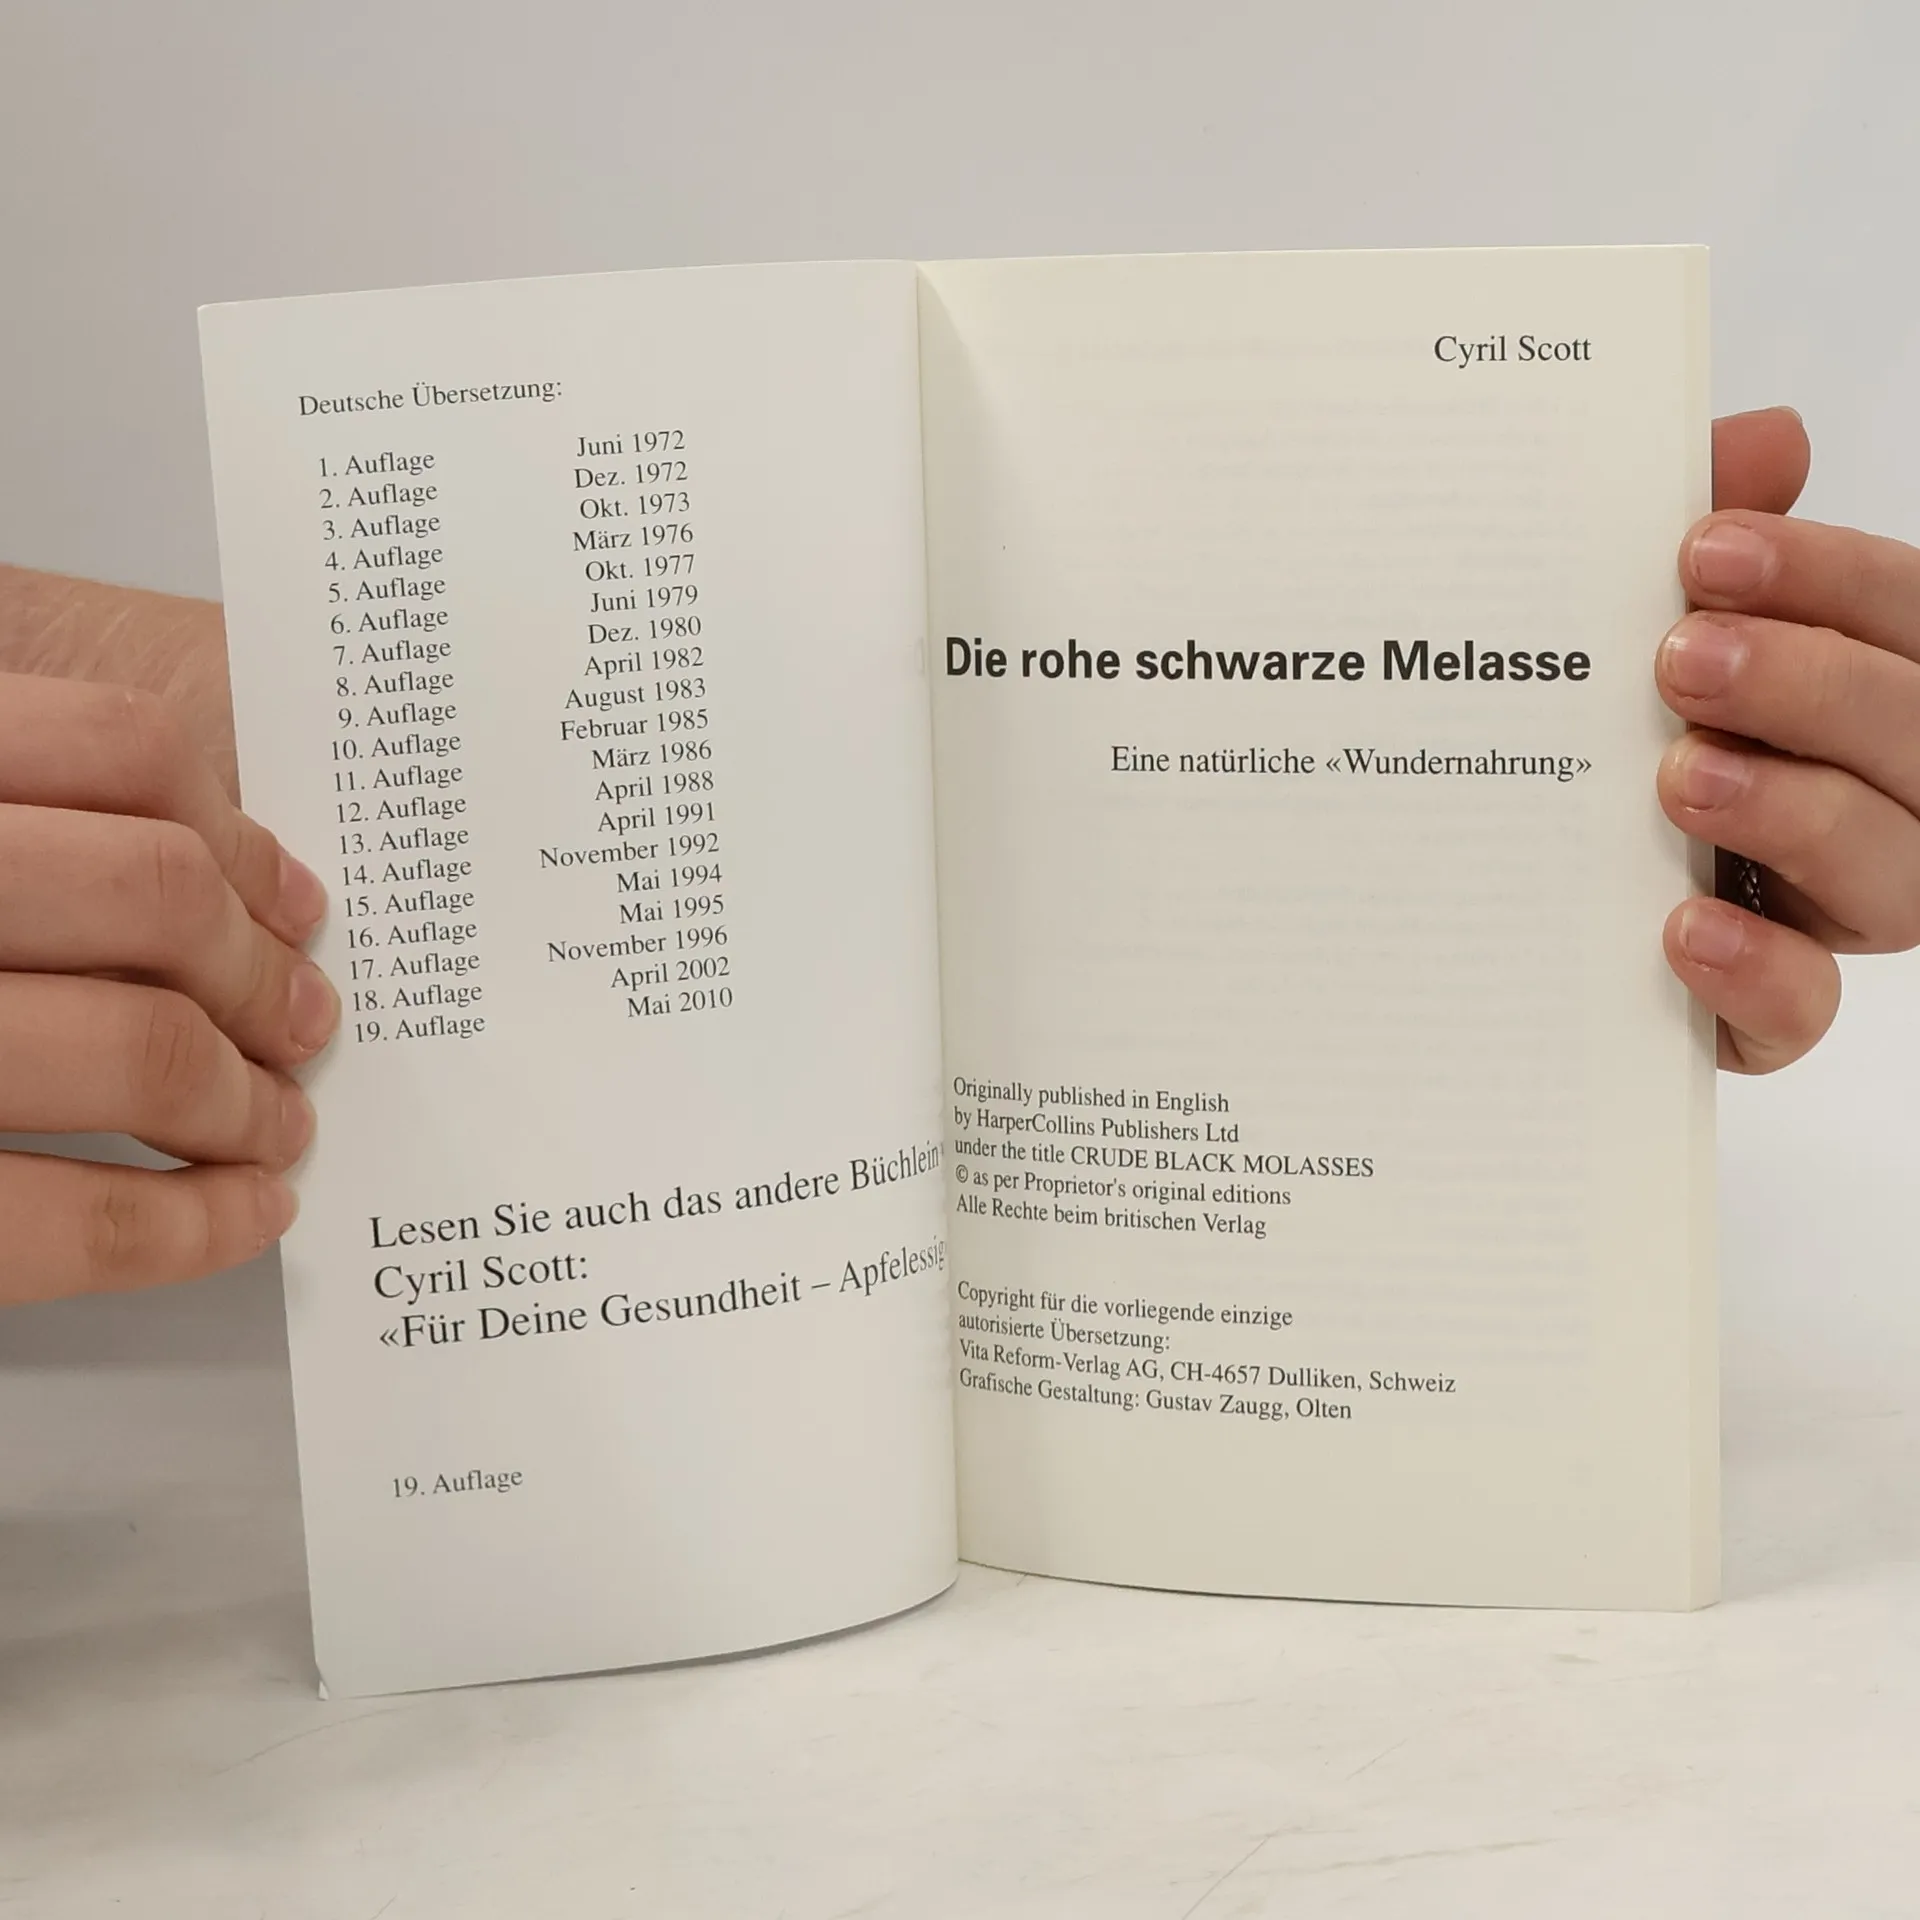 Deutsche Übersetzung:
1. Auflage Juni 1972
2. Auflage Dez. 1972
3. Auflage Okt. 1973
4. Auflage März 1976
5. Auflage Okt. 1977
6. Auflage Juni 1979
7. Auflage Dez. 1980
8. Auflage April 1982
9. Auflage August 1983
10. Auflage Februar 1985
11. Auflage März 1986
12. Auflage April 1988
13. Auflage April 1991
14. Auflage November 1992
15. Auflage Mai 1994
16. Auflage Mai 1995
17. Auflage November 1996
18. Auflage April 2002
19. Auflage Mai 2010
Lesen Sie auch das andere Büchlein
Cyril Scott:
«Für Deine Gesundheit – Apfelessig
19. Auflage
Cyril Scott
Die rohe schwarze Melasse
Eine natürliche «Wundernahrung»
Originally published in English
by HarperCollins Publishers Ltd
under the title CRUDE BLACK MOLASSES
© as per Proprietor's original editions
Alle Rechte beim britischen Verlag
Copyright für die vorliegende einzige
autorisierte Übersetzung:
Vita Reform-Verlag AG, CH-4657 Dulliken, Schweiz
Grafische Gestaltung: Gustav Zaugg, Olten